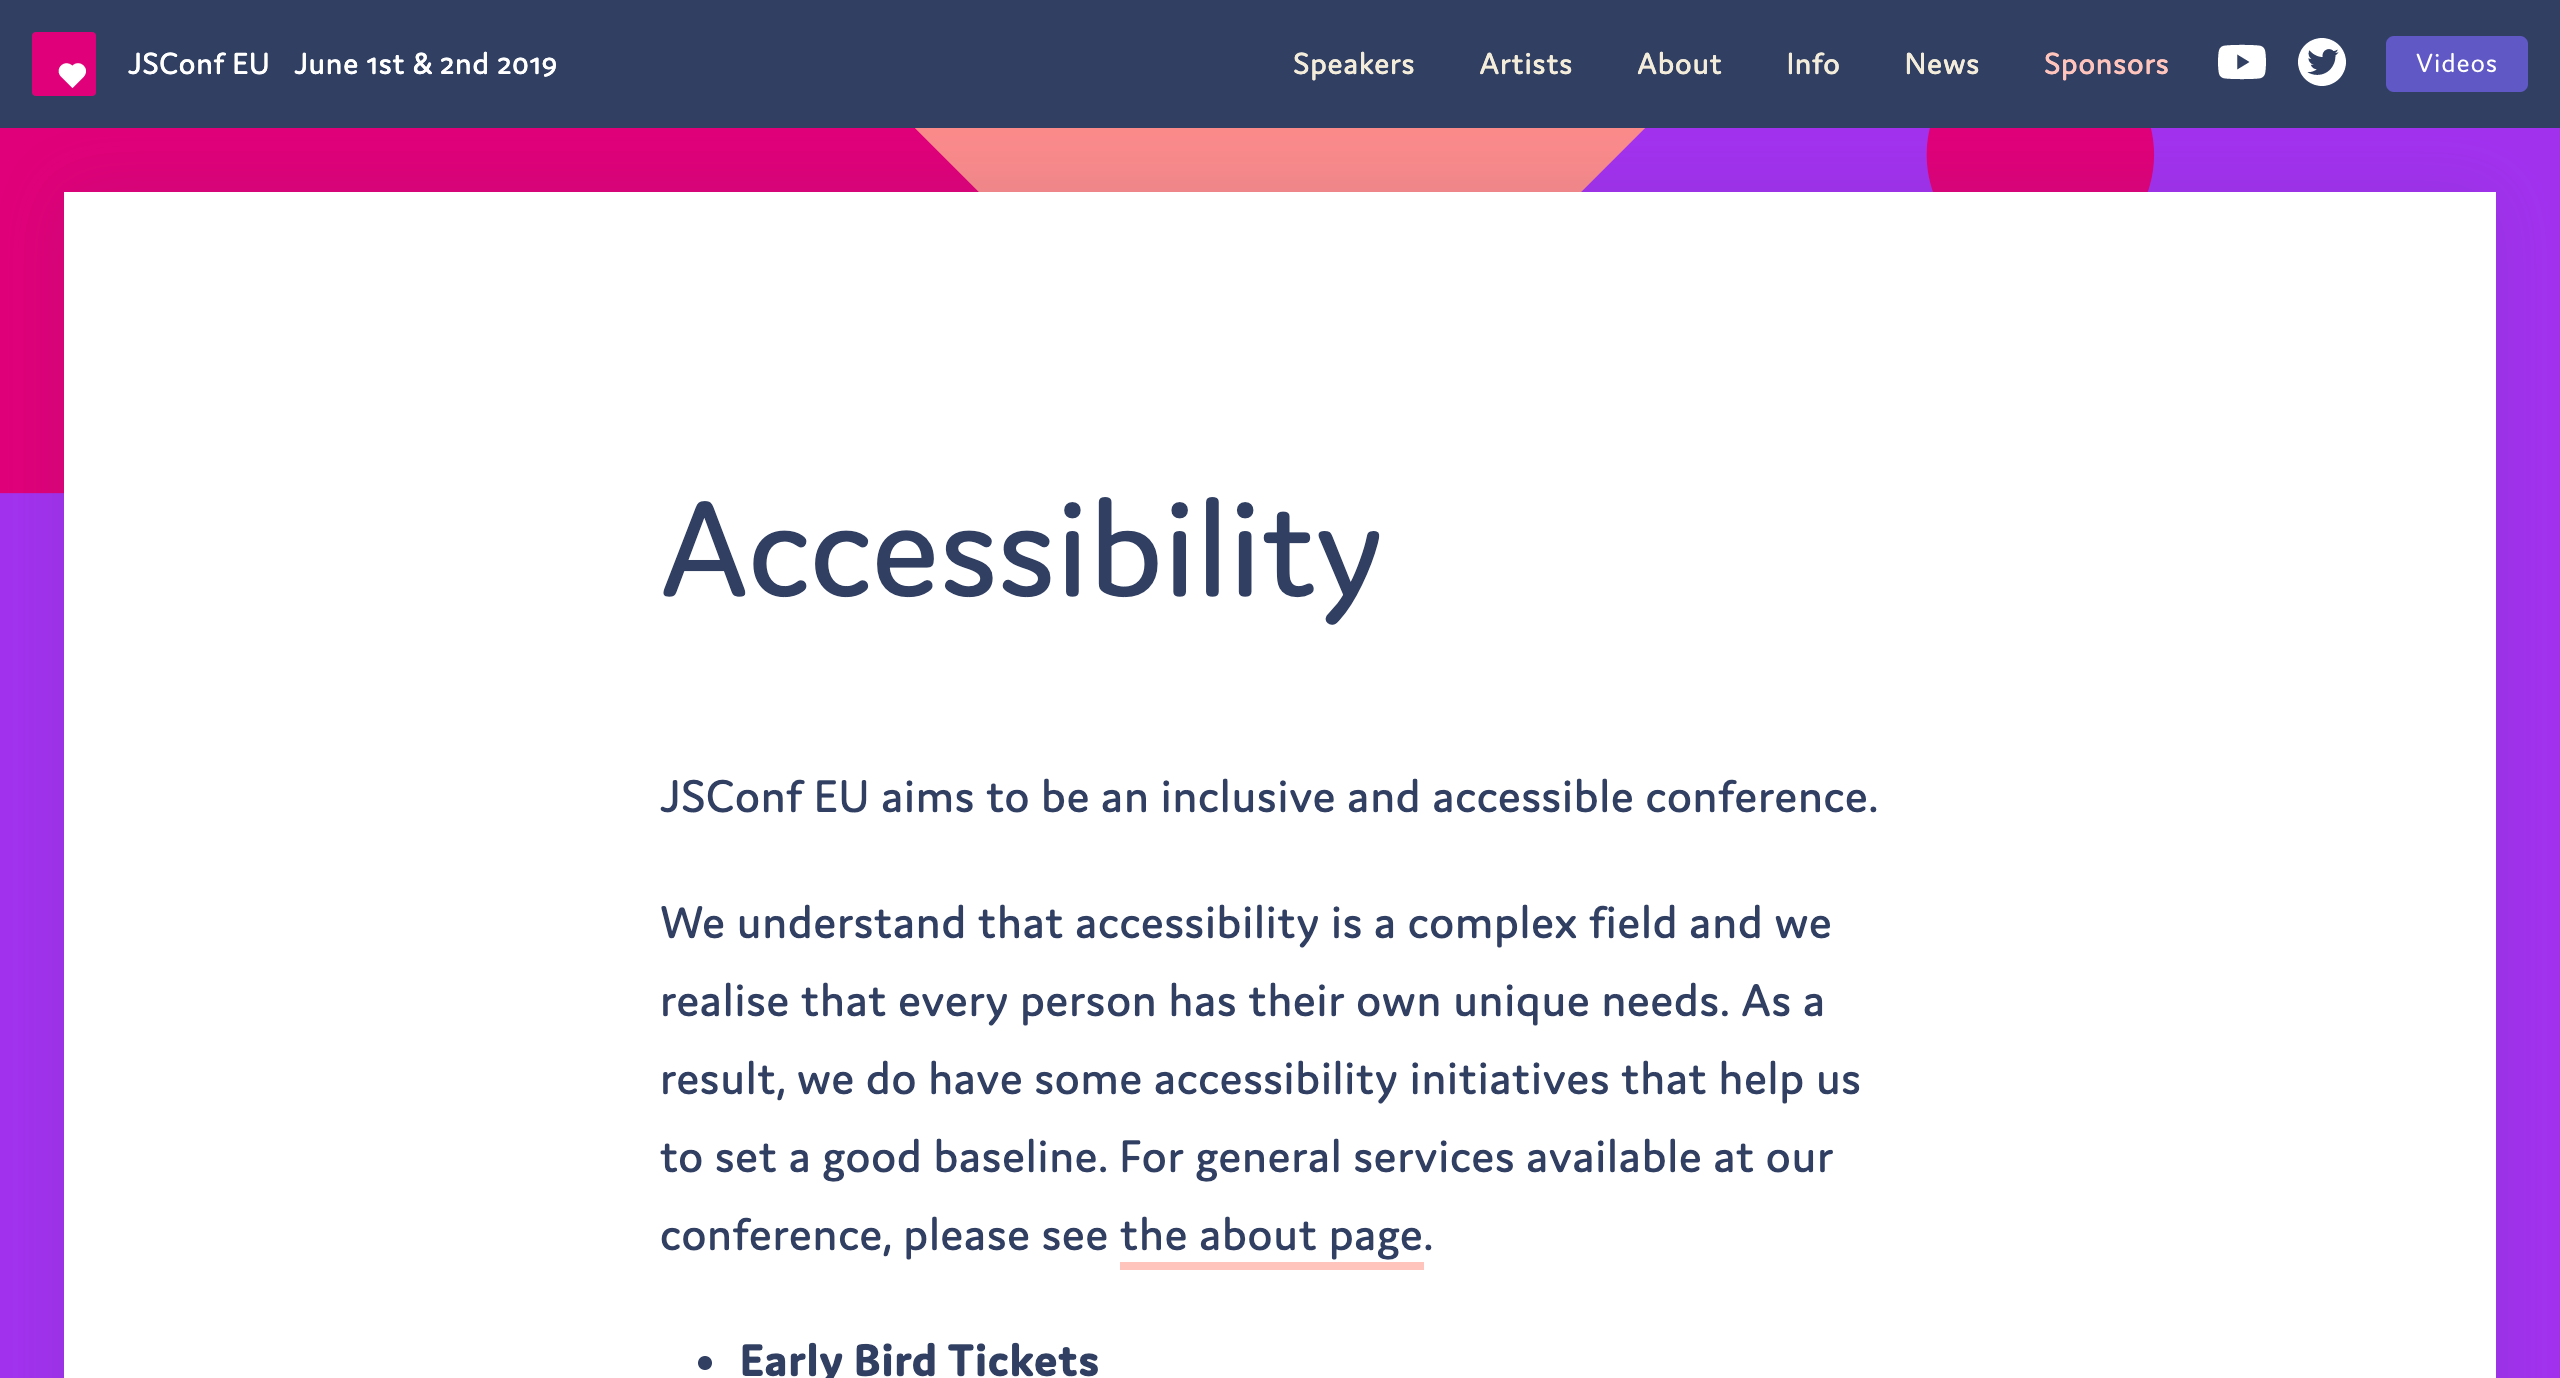 JSConf EU June 1st & 2nd 2019
Speakers Artists About Info News Sponsors Videos
Accessibility
JSConf EU aims to be an inclusive and accessible conference.
We understand that accessibility is a complex field and we
realise that every person has their own unique needs. As a
result, we do have some accessibility initiatives that help us
to set a good baseline. For general services available at our
conference, please see the about page.
• Early Bird Tickets